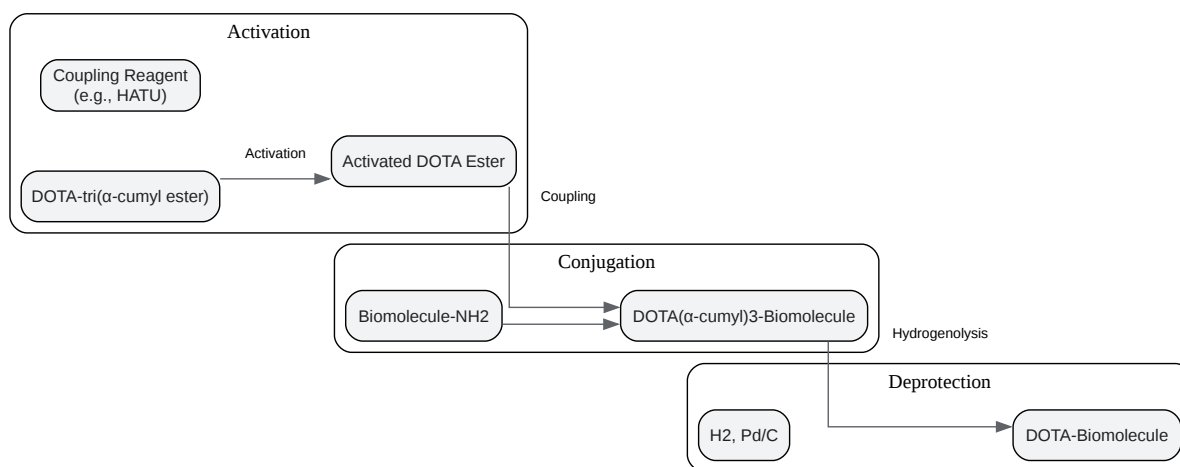 Activation
Coupling Reagent
(e.g., HATU)
Activation
Activated DOTA Ester
DOTA-tri(α-cumyl ester)
Coupling
Conjugation
Biomolecule-NH2
DOTA(α-cumyl)3-Biomolecule
Hydrogenolysis
Deprotection
H2, Pd/C
DOTA-Biomolecule